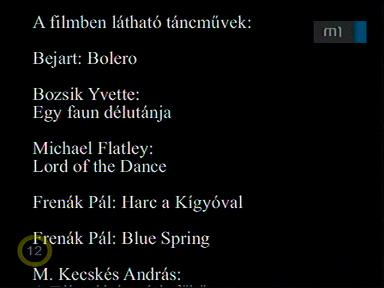 A filmben látható táncművek:
m1
Bejart: Bolero
Bozsik Yvette:
Egy faun délutánja
Michael Flatley:
Lord of the Dance
Frenák Pál: Harc a Kígyóval
Frenák Pál: Blue Spring
12
M. Kecskés András: